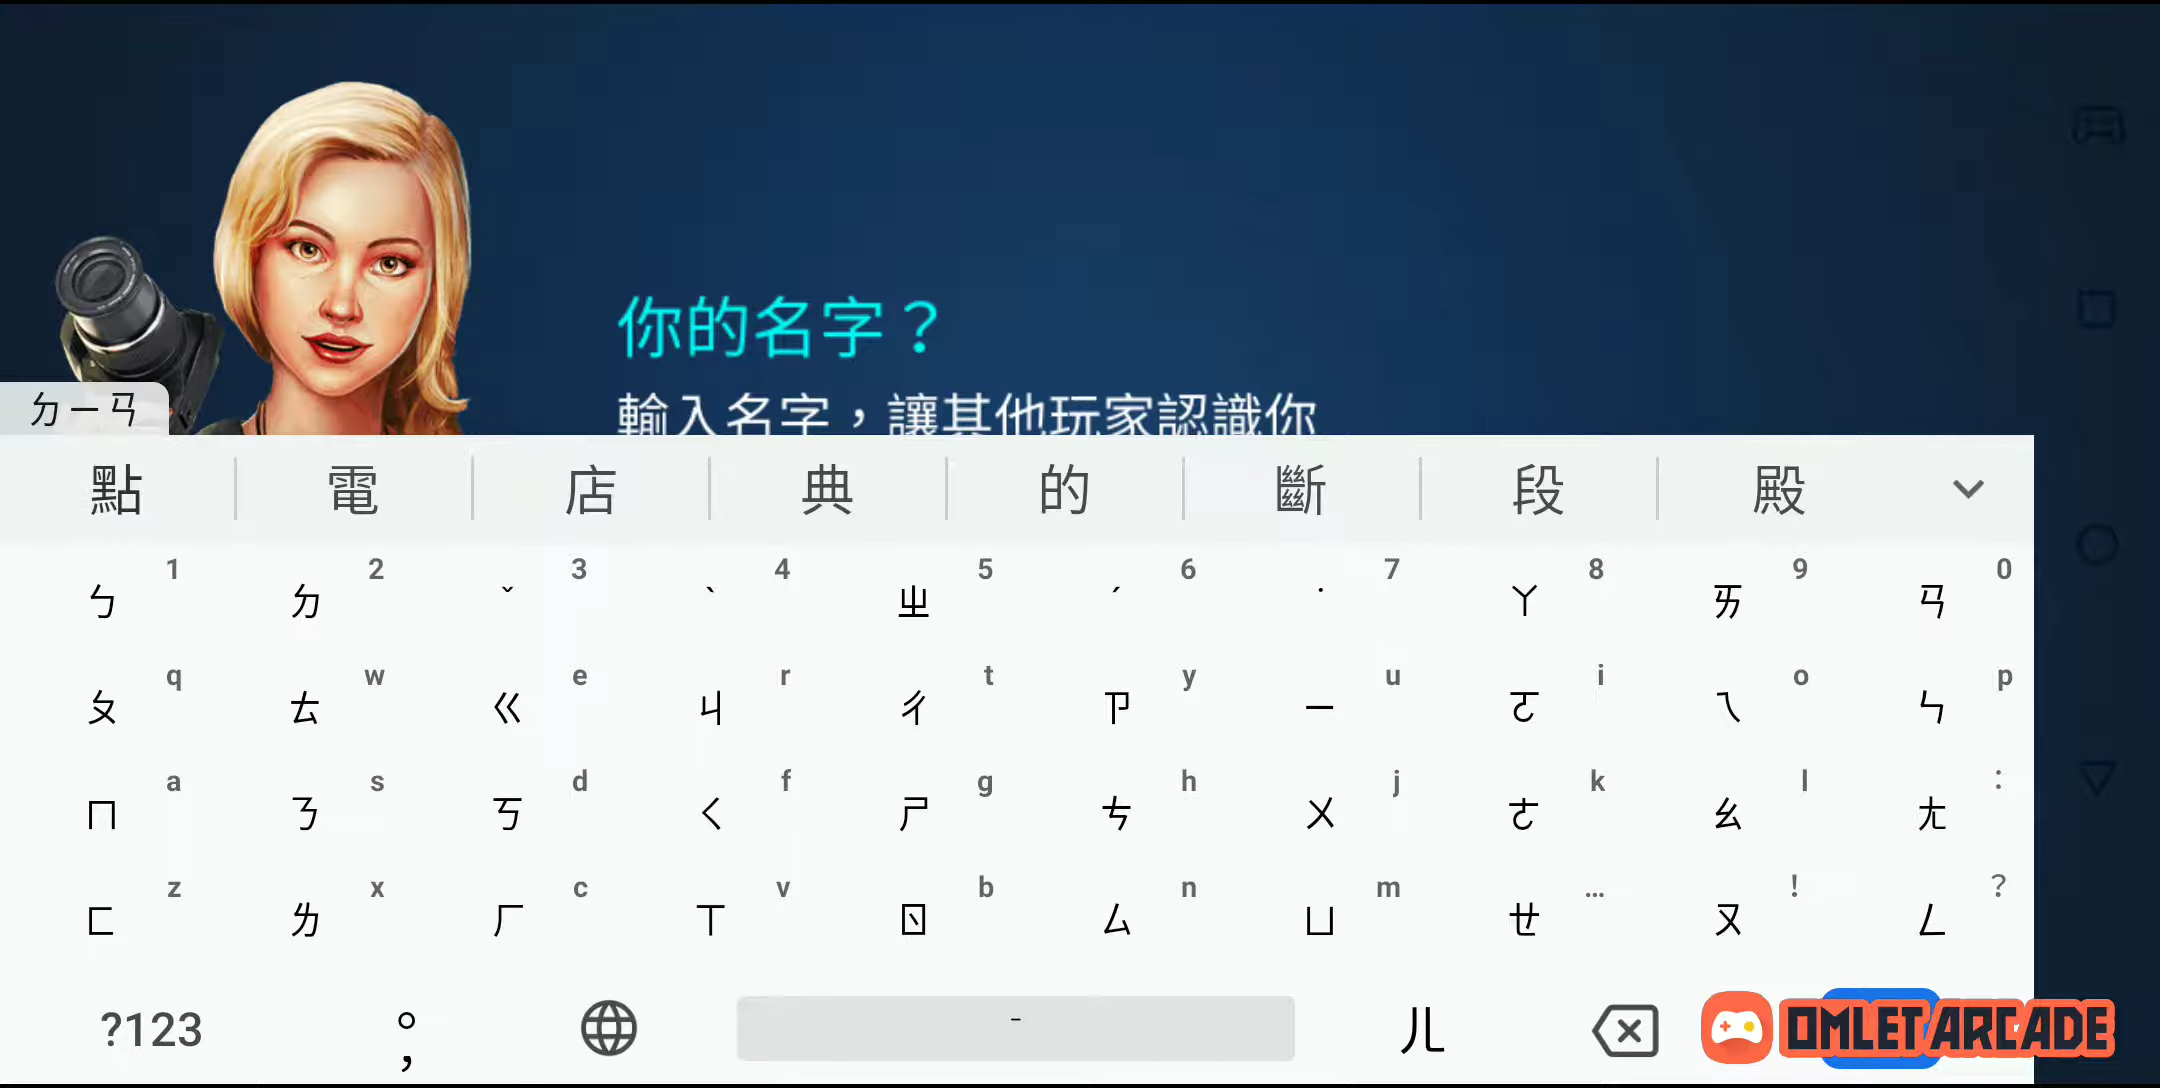 你的名字？
輸入名字，讓其他玩家認識你
ㄉㄧㄢ
點 電 店 典 的 斷 段 殿
1 2 3 4 5 6 7 8 9 0
ㄅ ㄉ ˇ ˋ ㄓ ˊ ˙ ㄚ ㄞ ㄢ
q w e r t y u i o p
ㄆ ㄊ ㄍ ㄐ ㄔ ㄗ ㄧ ㄛ ㄟ ㄣ
a s d f g h j k l :
ㄇ ㄋ ㄎ ㄑ ㄕ ㄘ ㄨ ㄜ ㄠ ㄤ
z x c v b n m … ! ?
ㄈ ㄌ ㄏ ㄒ ㄖ ㄙ ㄩ ㄝ ㄡ ㄥ
?123 °, ˉ ㄦ OMLET ARCADE